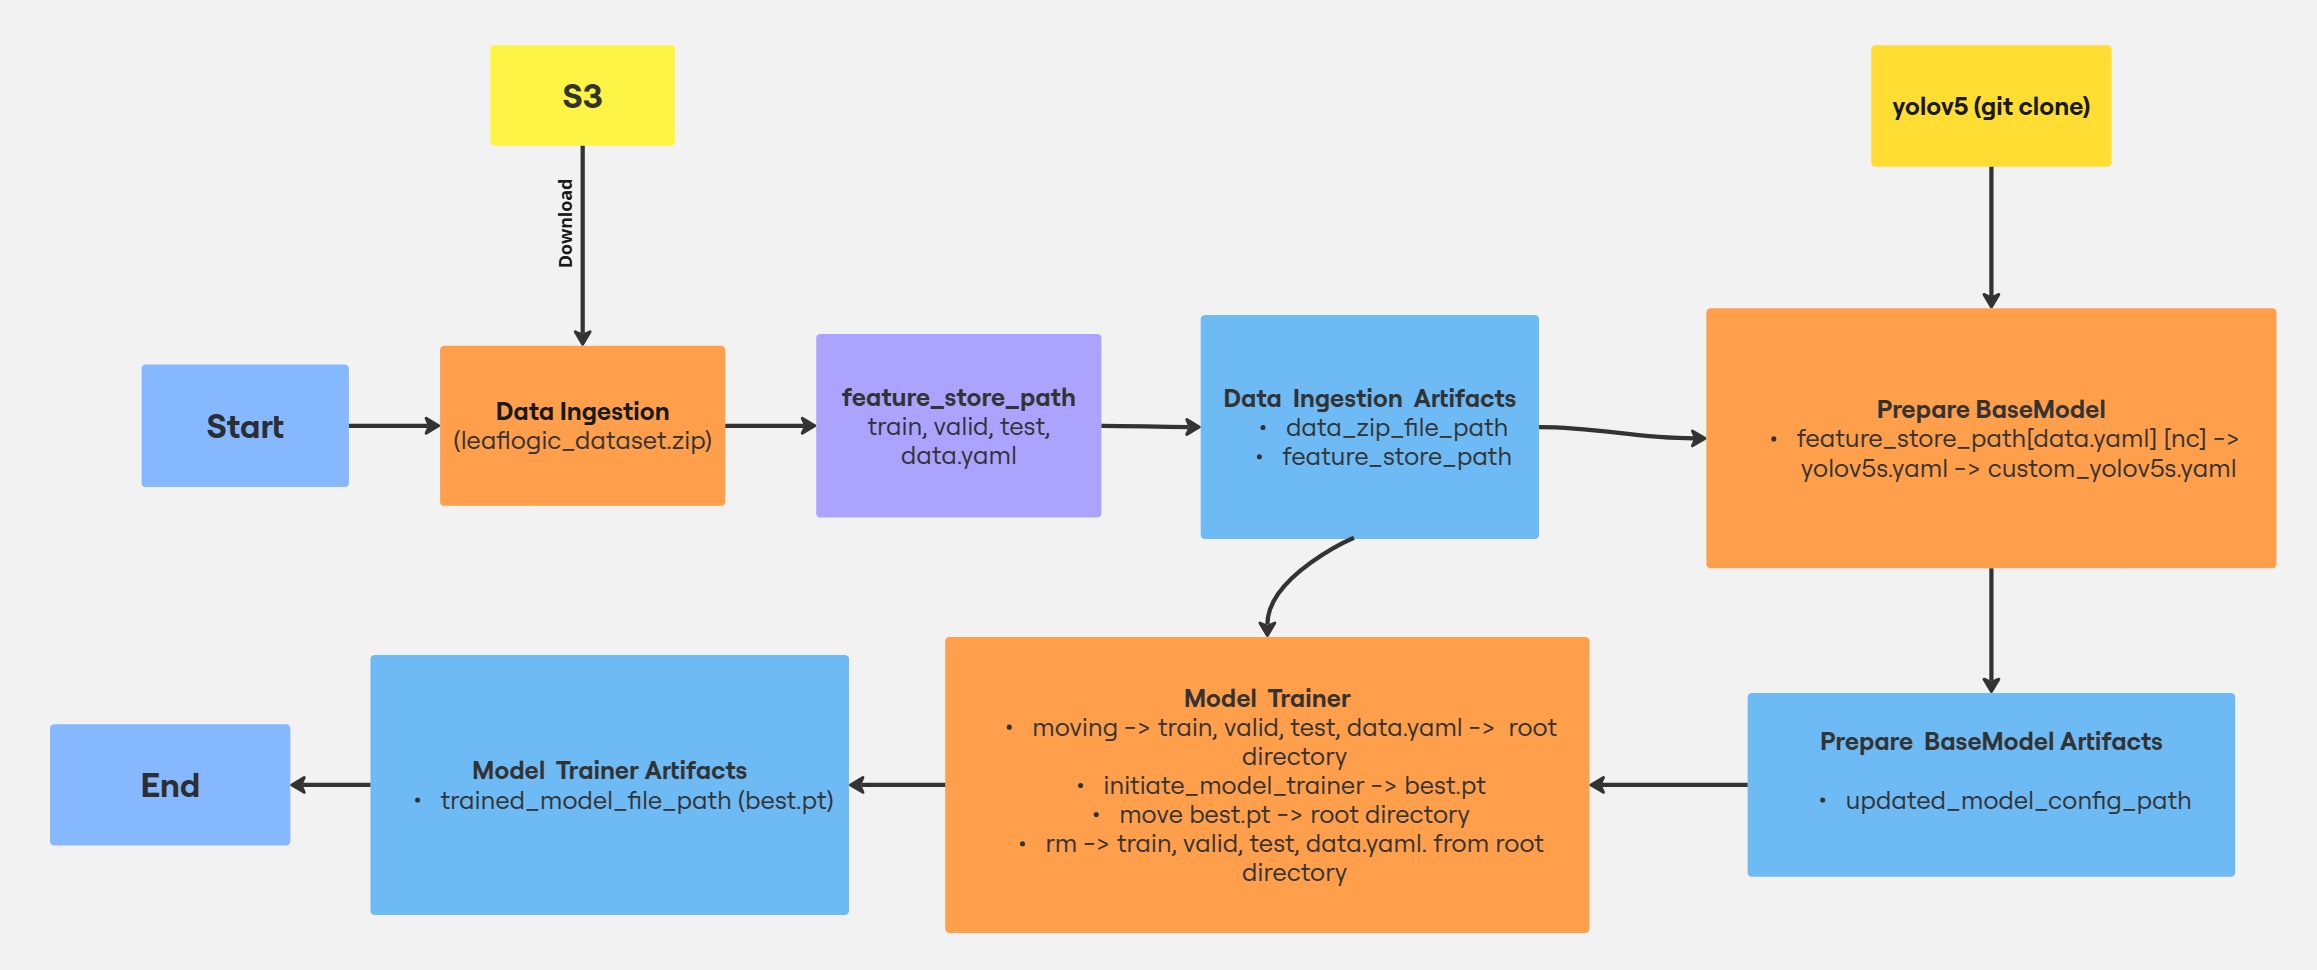 S3
yolov5 (git clone)
Download
Start
Data Ingestion
(leaflogic_dataset.zip)
feature_store_path
train, valid, test,
data.yaml
Data Ingestion Artifacts
• data_zip_file_path
• feature_store_path
Prepare BaseModel
• feature_store_path[data.yaml] [nc] ->
yolov5s.yaml -> custom_yolov5s.yaml
End
Model Trainer Artifacts
• trained_model_file_path (best.pt)
Model Trainer
• moving -> train, valid, test, data.yaml -> root
directory
• initiate_model_trainer -> best.pt
• move best.pt -> root directory
• rm -> train, valid, test, data.yaml. from root
directory
Prepare BaseModel Artifacts
• updated_model_config_path